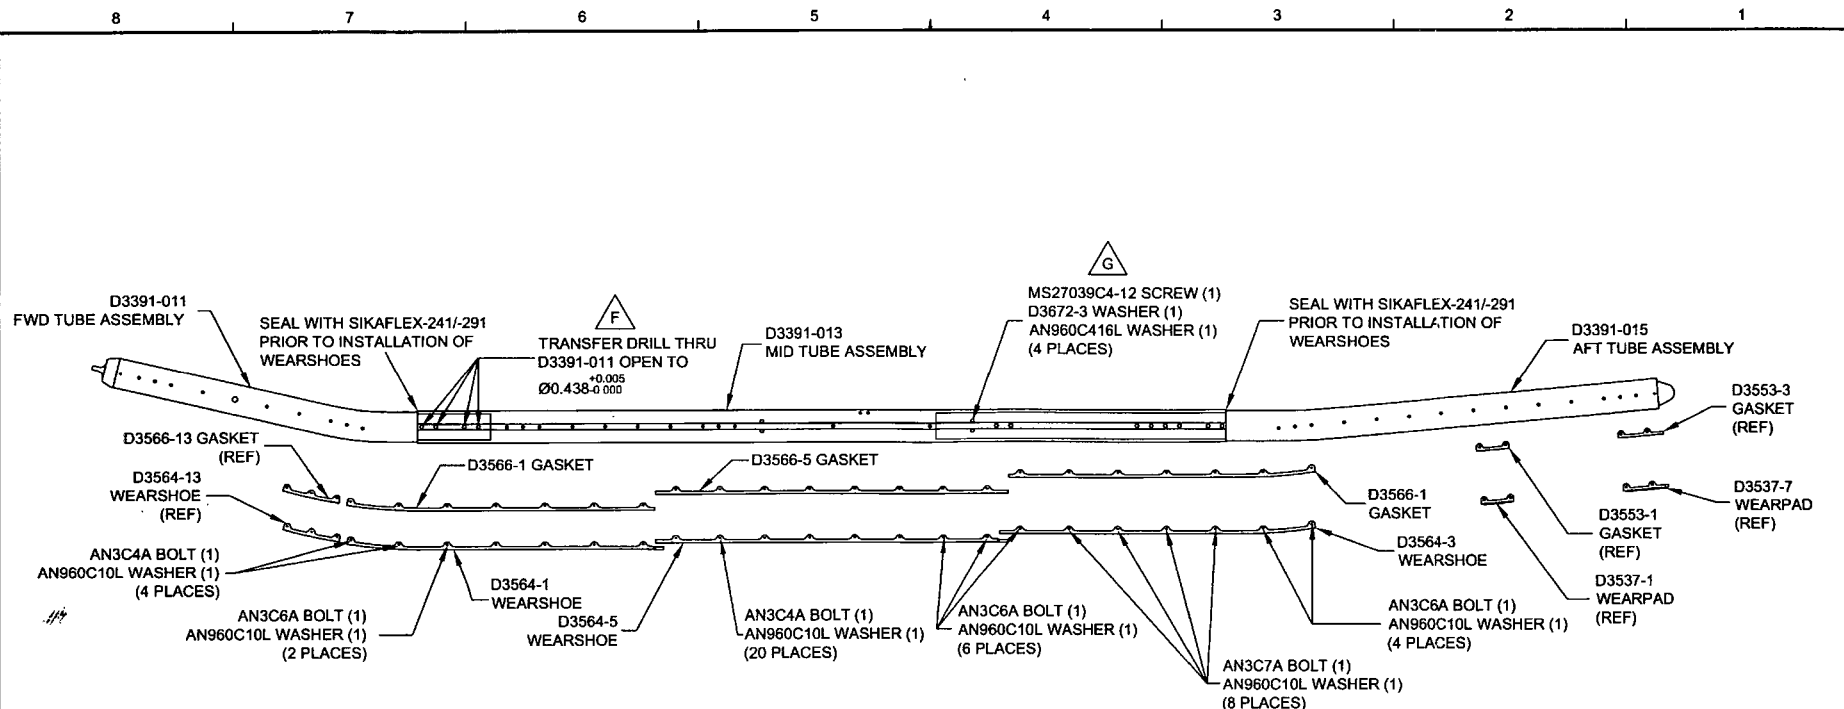 8 7 6 5 4 3 2 1
D3391-011
FWD TUBE ASSEMBLY
SEAL WITH SIKAFLEX-241/-291
PRIOR TO INSTALLATION OF
WEARSHOES
F
TRANSFER DRILL THRU
D3391-011 OPEN TO
Ø0.438 +0.005
-0.000
D3391-013
MID TUBE ASSEMBLY
G
MS27039C4-12 SCREW (1)
D3672-3 WASHER (1)
AN960C416L WASHER (1)
(4 PLACES)
SEAL WITH SIKAFLEX-241/-291
PRIOR TO INSTALLATION OF
WEARSHOES
D3391-015
AFT TUBE ASSEMBLY
D3553-3
GASKET
(REF)
D3566-13 GASKET
(REF)
D3566-1 GASKET
D3566-5 GASKET
D3564-13
WEARSHOE
(REF)
D3566-1
GASKET
D3553-1
GASKET
(REF)
D3537-7
WEARPAD
(REF)
AN3C4A BOLT (1)
AN960C10L WASHER (1)
(4 PLACES)
D3564-1
WEARSHOE
D3564-3
WEARSHOE
D3537-1
WEARPAD
(REF)
AN3C6A BOLT (1)
AN960C10L WASHER (1)
(2 PLACES)
D3564-5
WEARSHOE
AN3C4A BOLT (1)
AN960C10L WASHER (1)
(20 PLACES)
AN3C6A BOLT (1)
AN960C10L WASHER (1)
(6 PLACES)
AN3C6A BOLT (1)
AN960C10L WASHER (1)
(4 PLACES)
AN3C7A BOLT (1)
AN960C10L WASHER (1)
(8 PLACES)